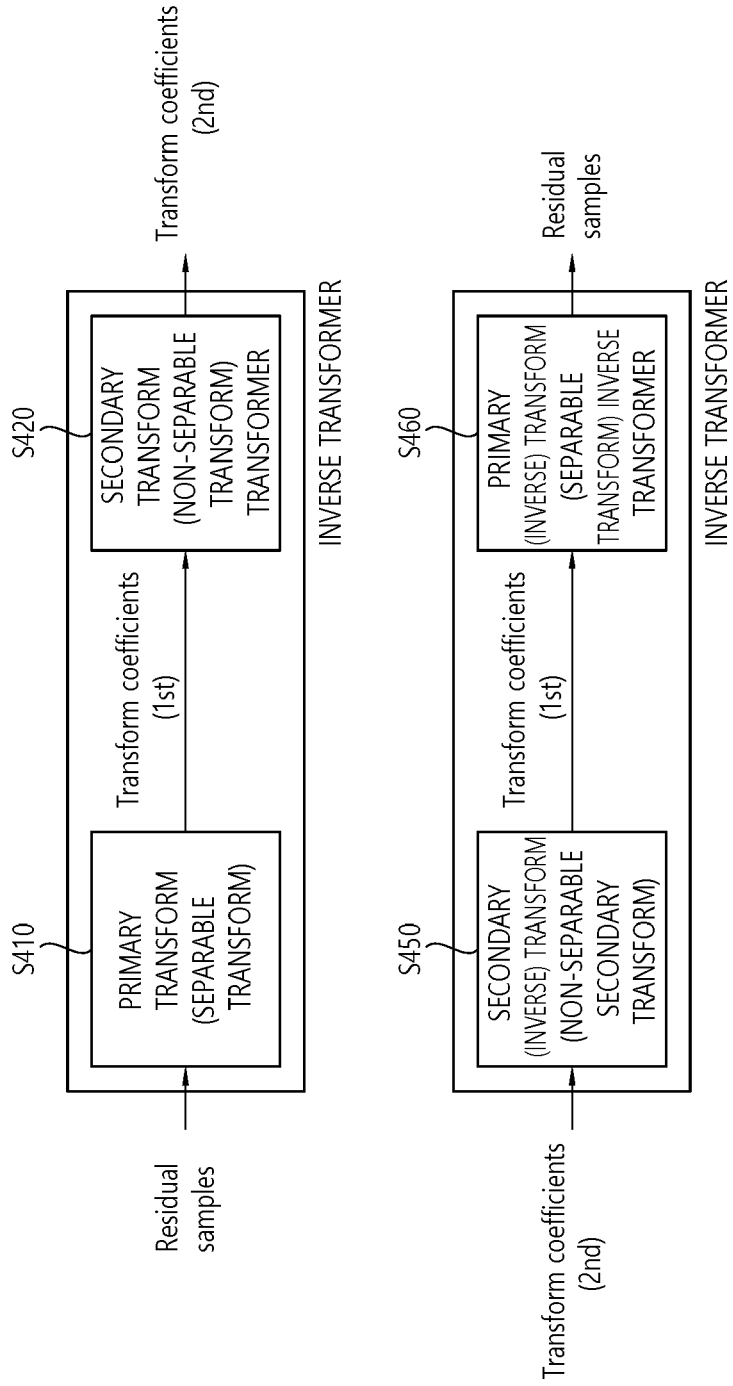 Residual
samples
S410
PRIMARY
TRANSFORM
(SEPARABLE
TRANSFORM)
Transform coefficients
(1st)
S420
SECONDARY
TRANSFORM
(NON-SEPARABLE
TRANSFORM)
TRANSFORMER
Transform coefficients
(2nd)
INVERSE TRANSFORMER
Transform coefficients
(2nd)
S450
SECONDARY
(INVERSE) TRANSFORM
(NON-SEPARABLE
SECONDARY
TRANSFORM)
Transform coefficients
(1st)
S460
PRIMARY
(INVERSE) TRANSFORM
(SEPARABLE
TRANSFORM) INVERSE
TRANSFORMER
Residual
samples
INVERSE TRANSFORMER